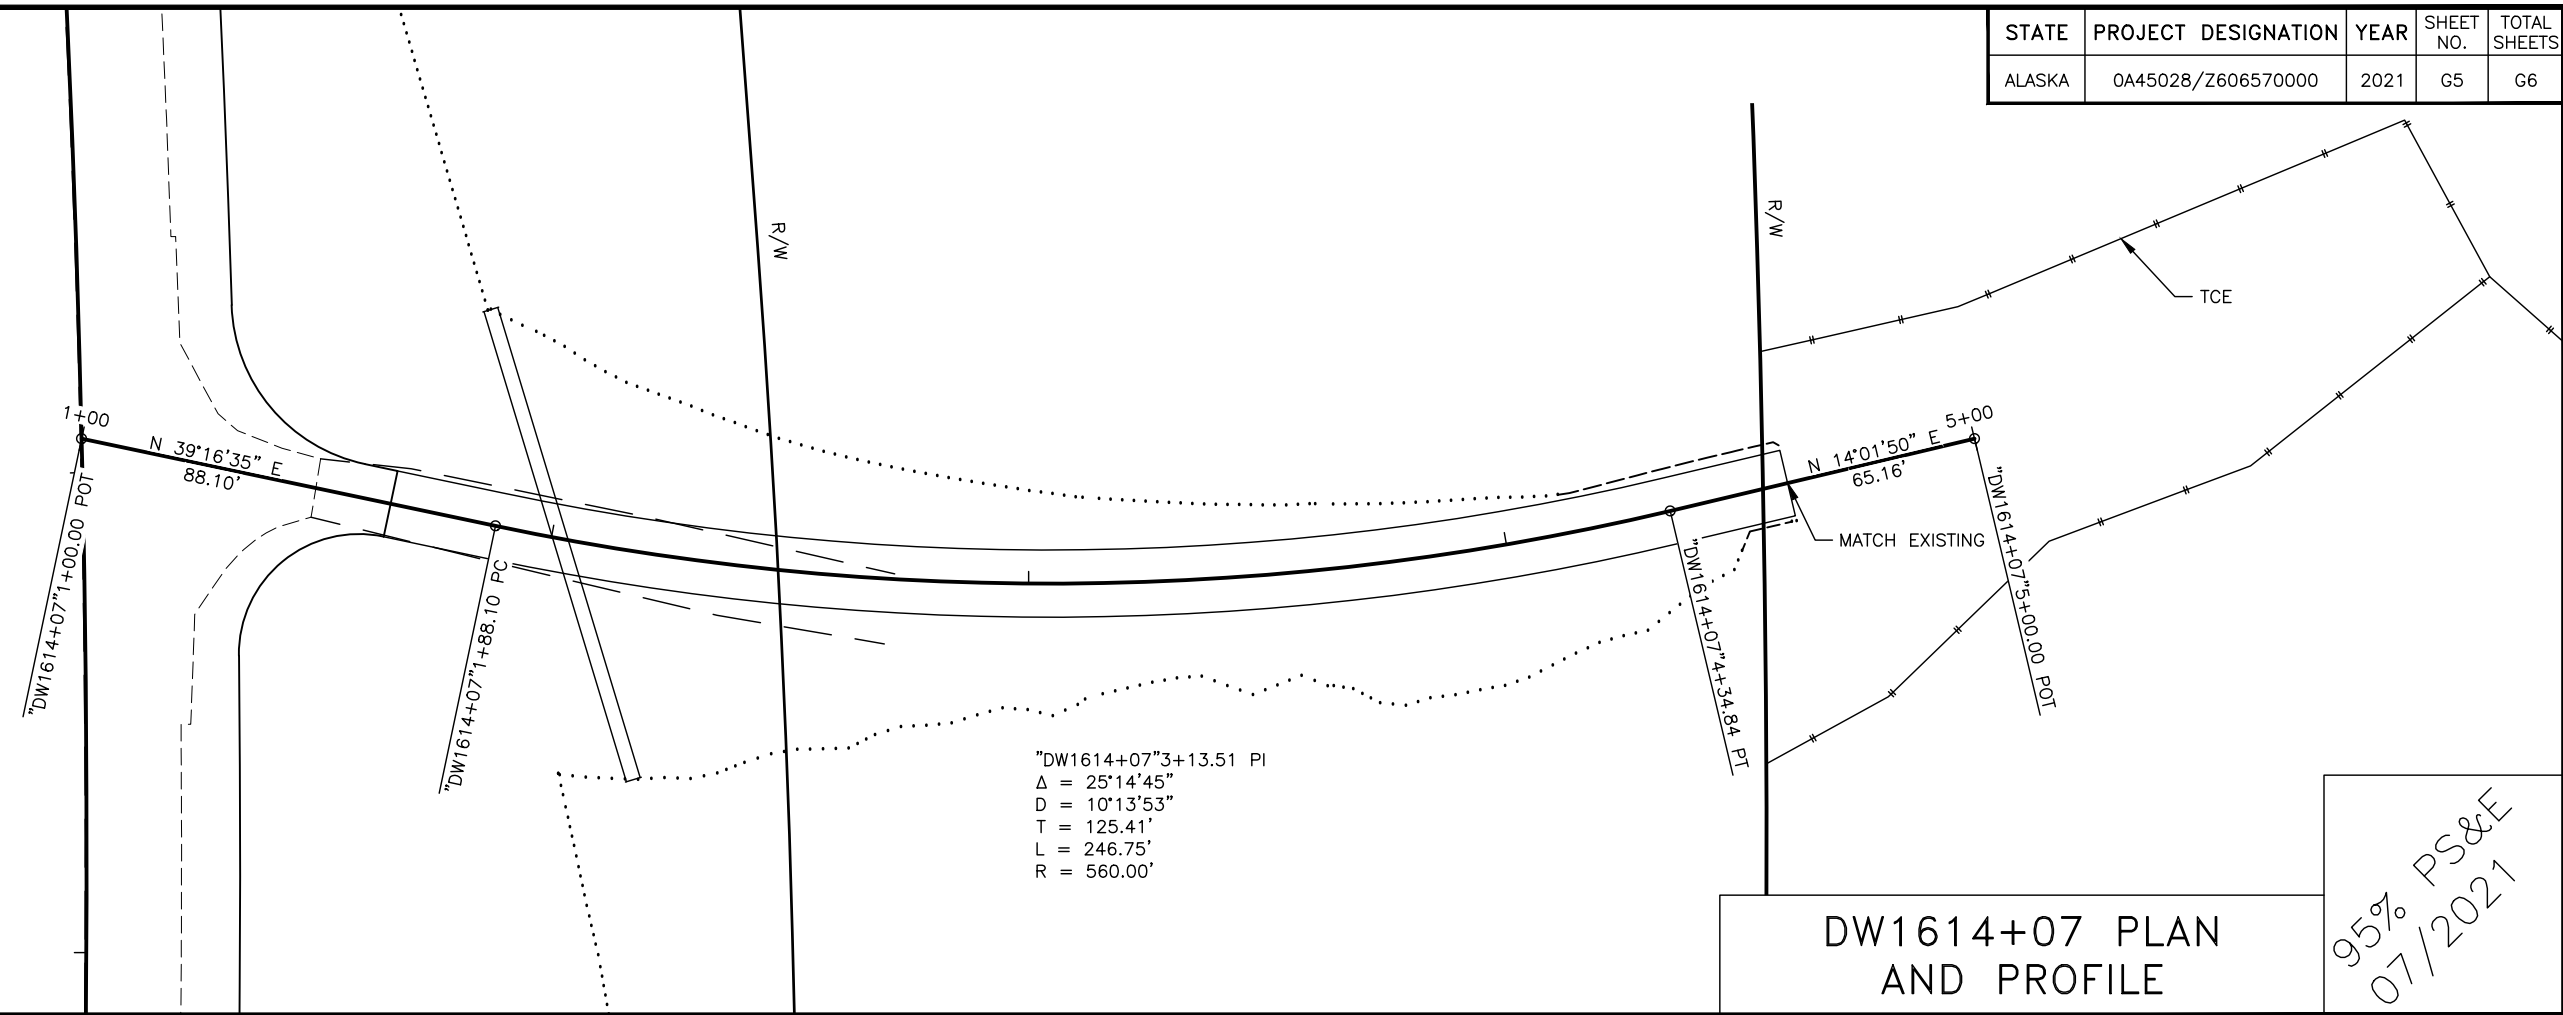 STATE PROJECT DESIGNATION YEAR SHEET NO. TOTAL SHEETS
ALASKA 0A45028/Z606570000 2021 G5 G6
R/W
R/W
TCE
1+00
N 39°16'35" E
88.10'
5+00
N 14°01'50" E
65.16'
MATCH EXISTING
"DW1614+07"1+00.00 POT
"DW1614+07"1+88.10 PC
"DW1614+07"4+34.84 PT
"DW1614+07"5+00.00 POT
"DW1614+07"3+13.51 PI
Δ = 25°14'45"
D = 10°13'53"
T = 125.41'
L = 246.75'
R = 560.00'
DW1614+07 PLAN
AND PROFILE
95% PS&E
07/2021